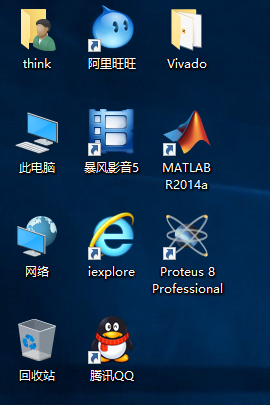 think
阿里旺旺
Vivado
此电脑
暴风影音5
MATLAB
R2014a
网络
iexplore
Proteus 8
Professional
回收站
腾讯QQ